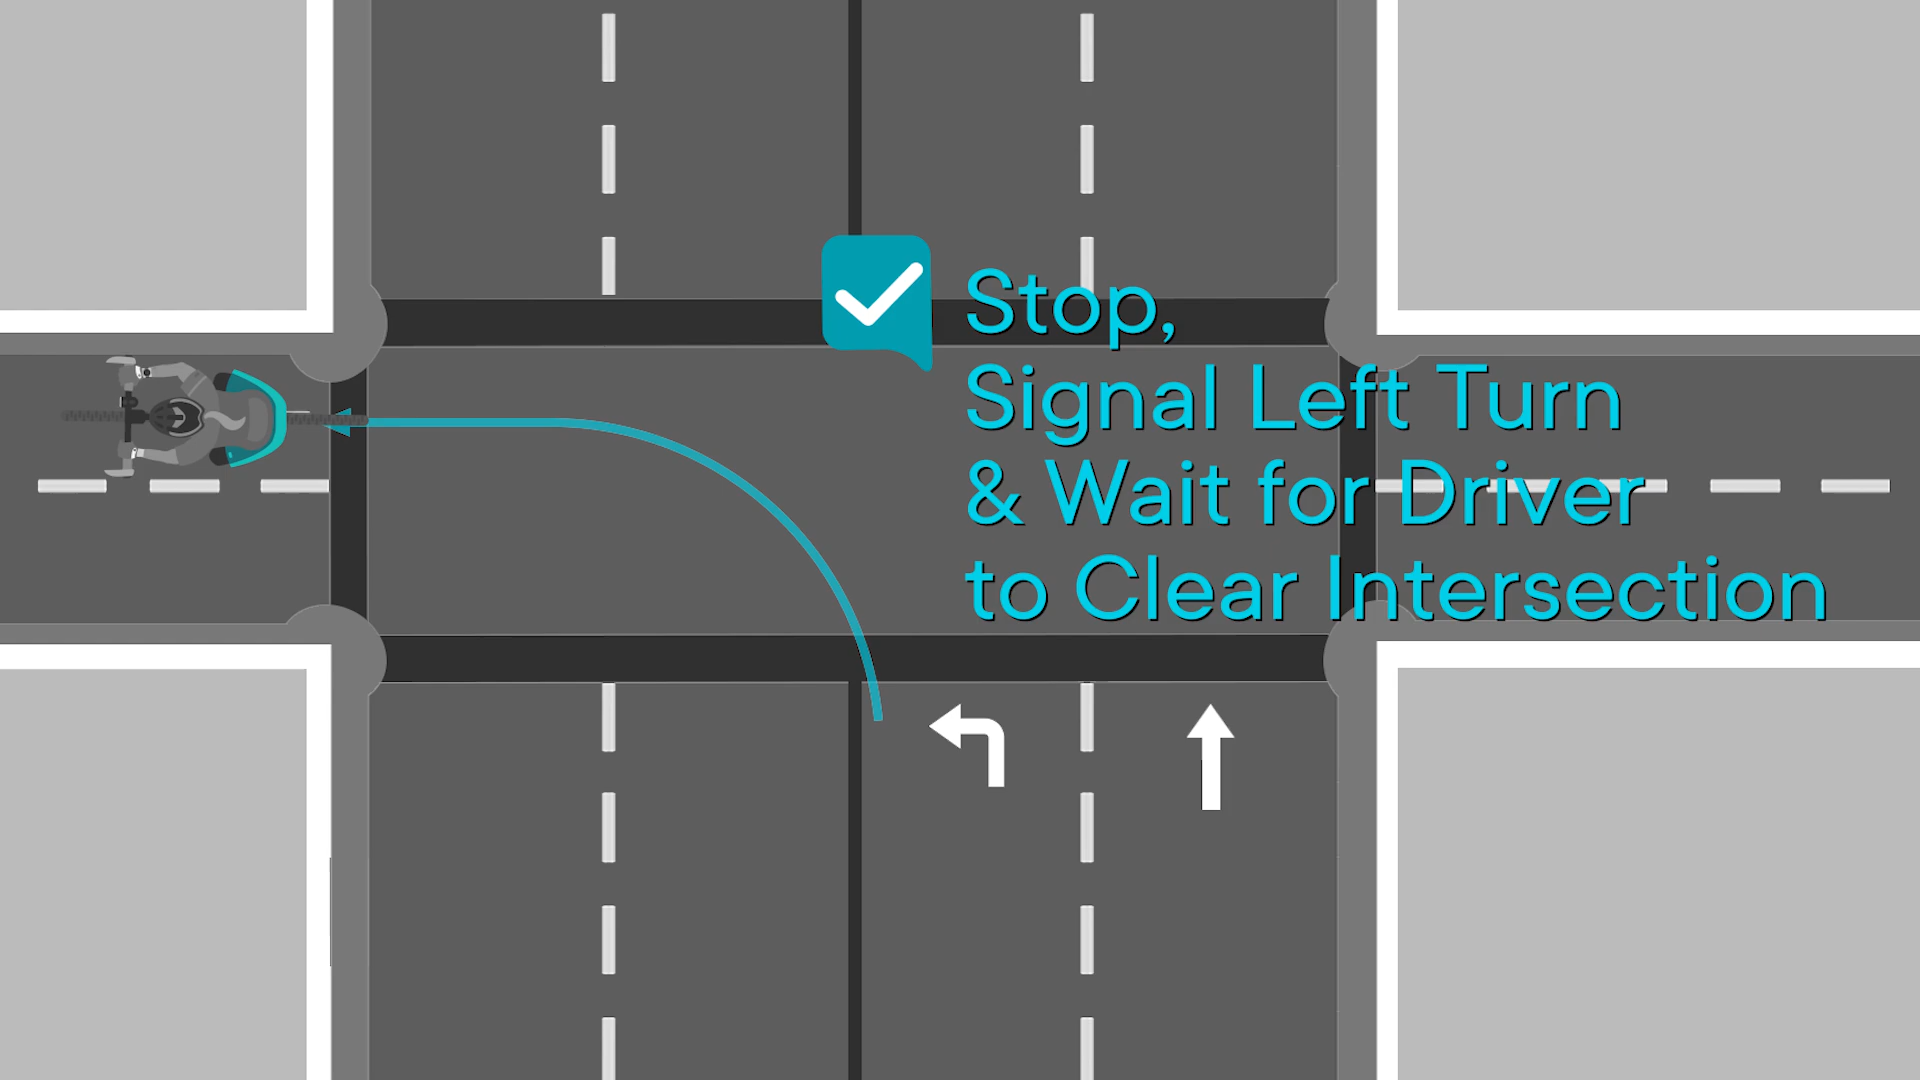 Stop,
Signal Left Turn
& Wait for Driver
to Clear Intersection